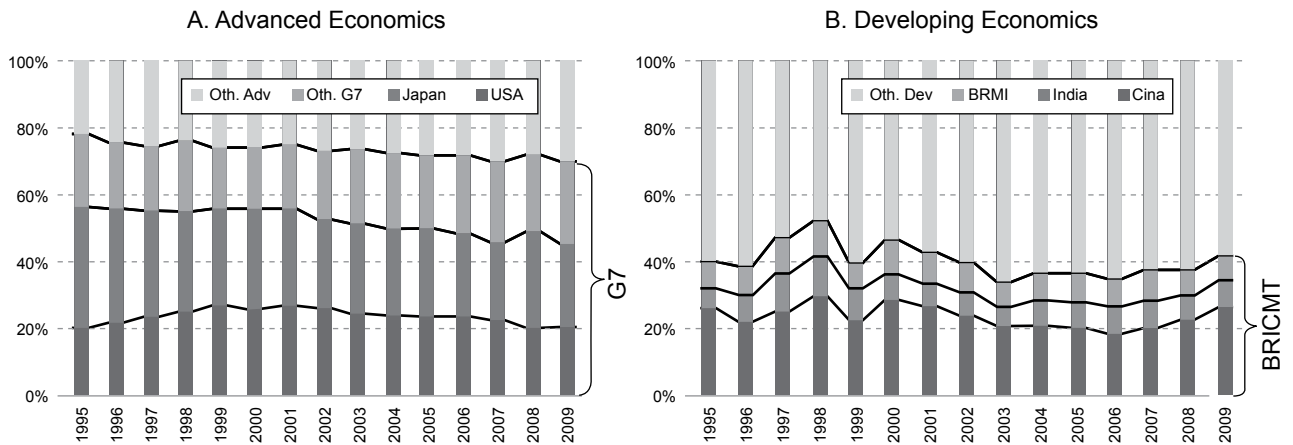 A. Advanced Economics
100%
80%
60%
40%
20%
0%
Oth. Adv Oth. G7 Japan USA
G7
1995 1996 1997 1998 1999 2000 2001 2002 2003 2004 2005 2006 2007 2008 2009
B. Developing Economics
100%
80%
60%
40%
20%
0%
Oth. Dev BRMI India Cina
BRICMT
1995 1996 1997 1998 1999 2000 2001 2002 2003 2004 2005 2006 2007 2008 2009